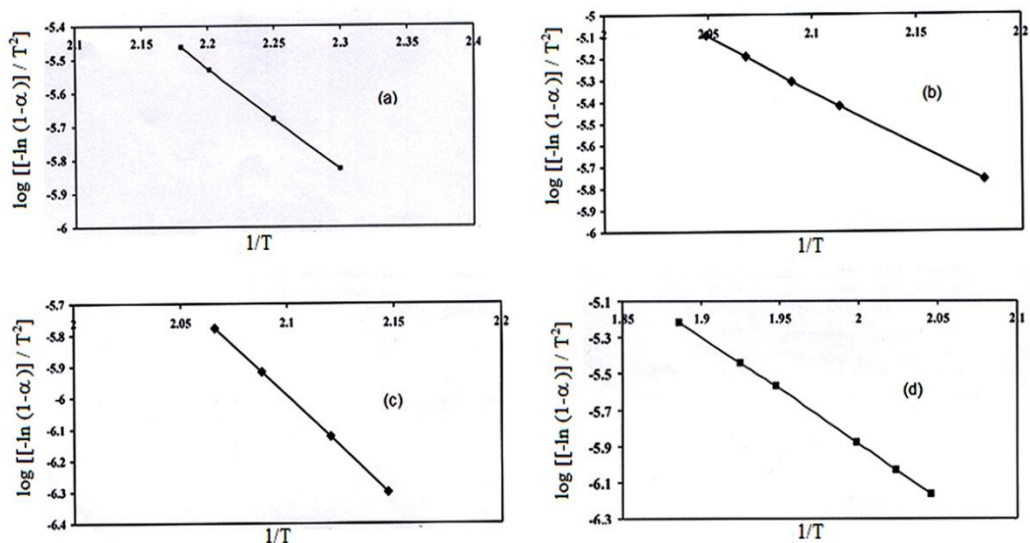 log [[-ln (1-α)] / T²]
-5.4
-5.5
-5.6
-5.7
-5.8
-5.9
-6
2.1 2.15 2.2 2.25 2.3 2.35 2.4
(a)
1/T
log [[-ln (1-α)] / T²]
-5
-5.1
-5.2
-5.3
-5.4
-5.5
-5.6
-5.7
-5.8
-5.9
-6
2 2.05 2.1 2.15 2.2
(b)
1/T
log [[-ln (1-α)] / T²]
-5.7
-5.8
-5.9
-6
-6.1
-6.2
-6.3
-6.4
2 2.05 2.1 2.15 2.2
(c)
1/T
log [[-ln (1-α)] / T²]
-5.1
-5.3
-5.5
-5.7
-5.9
-6.1
-6.3
1.85 1.9 1.95 2 2.05 2.1
(d)
1/T